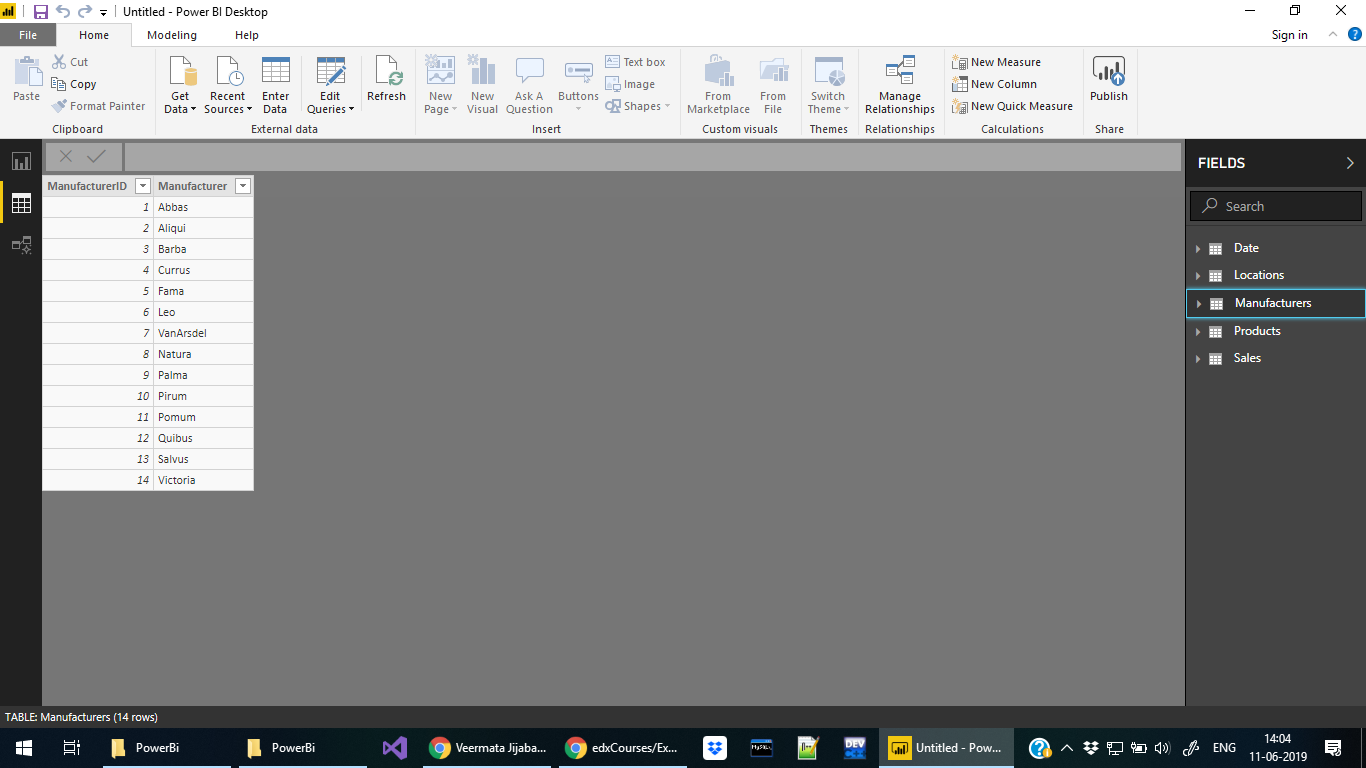 Untitled - Power BI Desktop
File Home Modeling Help Sign in
Paste
Cut
Copy
Format Painter
Clipboard
Get Data
Recent Sources
Enter Data
External data
Edit Queries
Refresh
New Page
New Visual
Ask A Question
Buttons
Text box
Image
Shapes
Insert
From Marketplace
From File
Custom visuals
Switch Theme
Themes
Manage Relationships
Relationships
New Measure
New Column
New Quick Measure
Calculations
Publish
Share
ManufacturerID Manufacturer
1 Abbas
2 Aliqui
3 Barba
4 Currus
5 Fama
6 Leo
7 VanArsdel
8 Natura
9 Palma
10 Pirum
11 Pomum
12 Quibus
13 Salvus
14 Victoria
FIELDS
Search
Date
Locations
Manufacturers
Products
Sales
TABLE: Manufacturers (14 rows)
PowerBi PowerBi Veermata Jijaba... edxCourses/Ex... MySQL DEV Untitled - Pow... ENG 14:04
11-06-2019